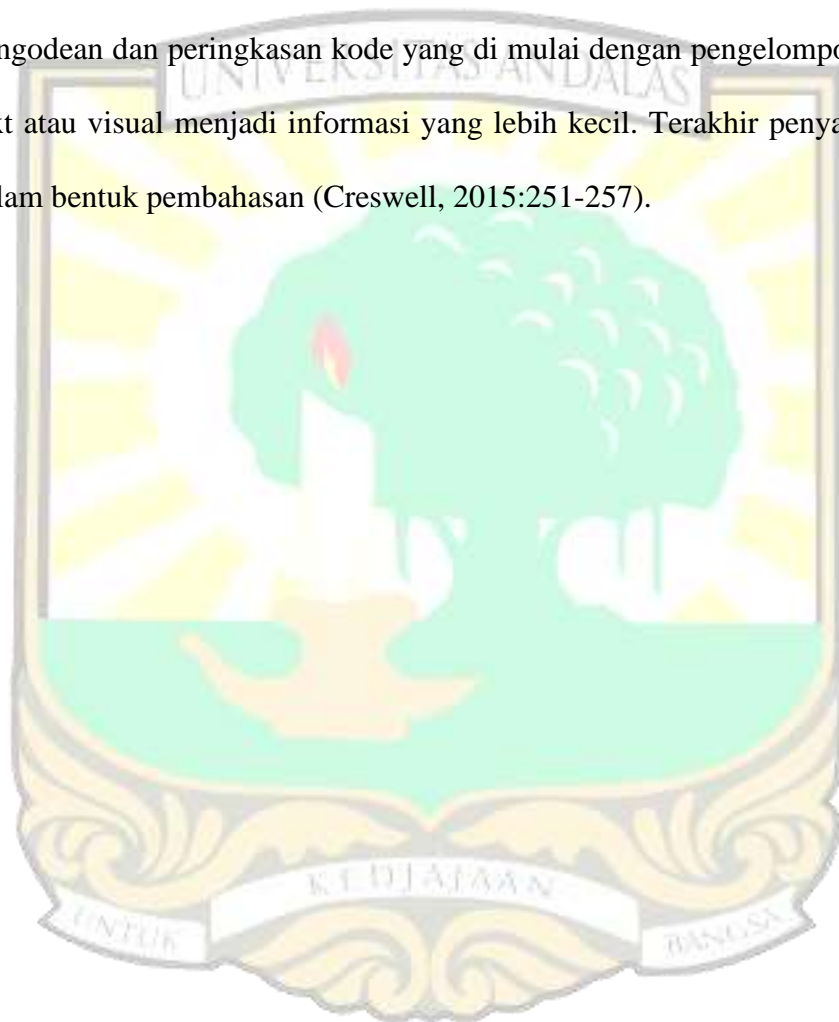 ngodean dan peringkasan kode yang di mulai dengan pengelompo
UNIVERSITAS ANDALAS
kt atau visual menjadi informasi yang lebih kecil. Terakhir penya
lam bentuk pembahasan (Creswell, 2015:251-257).
UNTUK KEDJAJAAN BANGSA